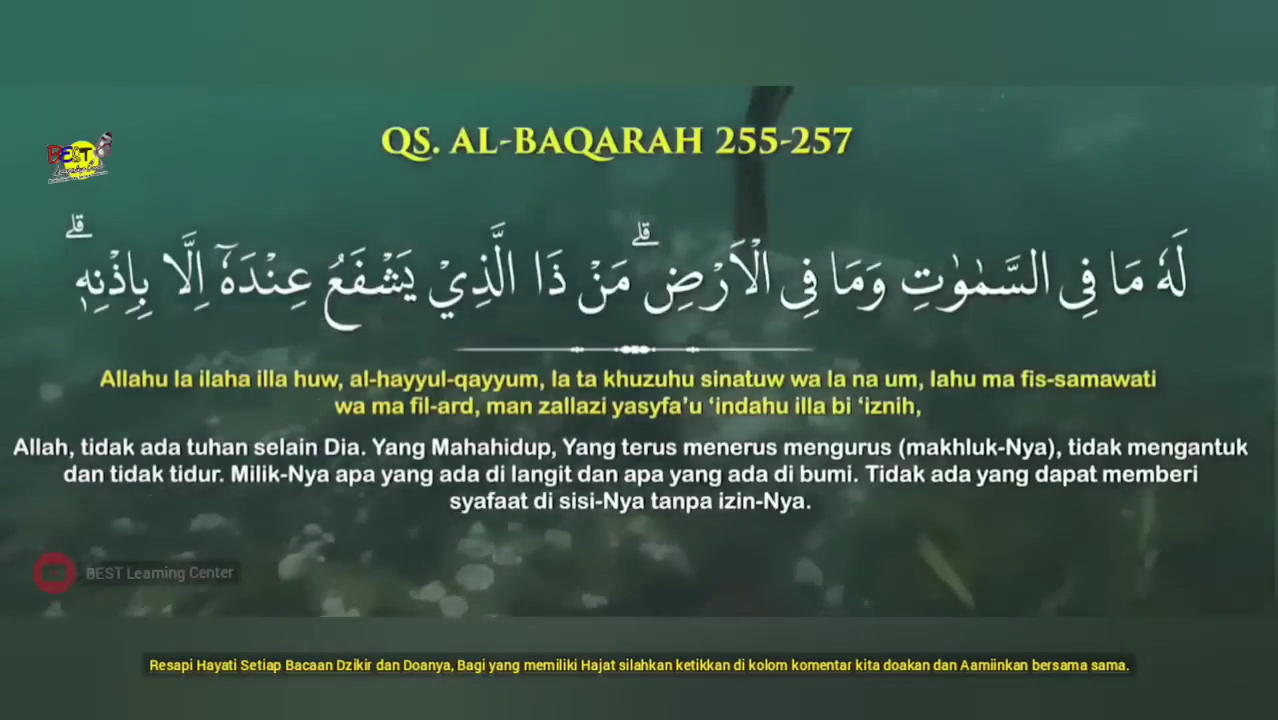 QS. AL-BAQARAH 255-257
BEST
لَهٗ مَا فِى السَّمٰوٰتِ وَمَا فِى الْاَرْضِۗ مَنْ ذَا الَّذِيْ يَشْفَعُ عِنْدَهٗٓ اِلَّا بِاِذْنِهٖۗ
Allahu la ilaha illa huw, al-hayyul-qayyum, la ta khuzuhu sinatuw wa la na um, lahu ma fis-samawati
wa ma fil-ard, man zallazi yasyfa’u ‘indahu illa bi ‘iznih,
Allah, tidak ada tuhan selain Dia. Yang Mahahidup, Yang terus menerus mengurus (makhluk-Nya), tidak mengantuk
dan tidak tidur. Milik-Nya apa yang ada di langit dan apa yang ada di bumi. Tidak ada yang dapat memberi
syafaat di sisi-Nya tanpa izin-Nya.
BEST Learning Center
Resapi Hayati Setiap Bacaan Dzikir dan Doanya, Bagi yang memiliki Hajat silahkan ketikkan di kolom komentar kita doakan dan Aamiinkan bersama sama.